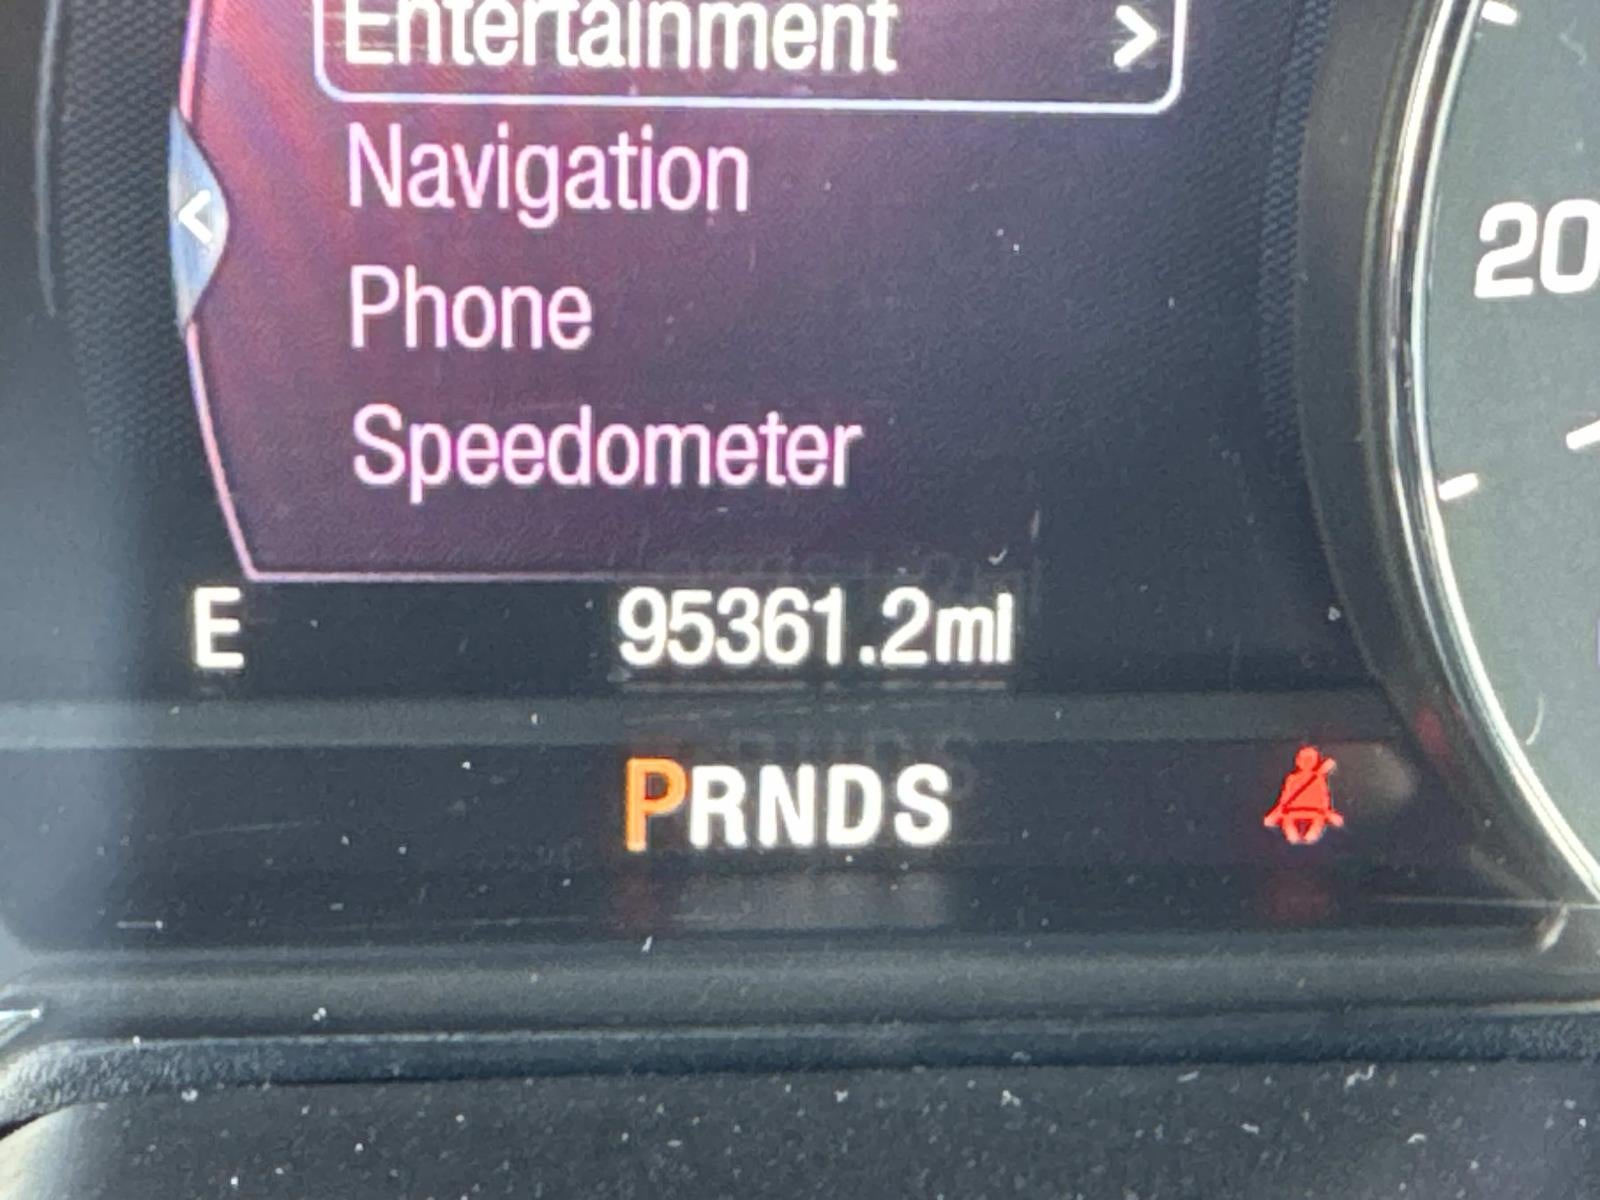 Entertainment >
Navigation
Phone
Speedometer
20
E 95361.2mi
PRNDS